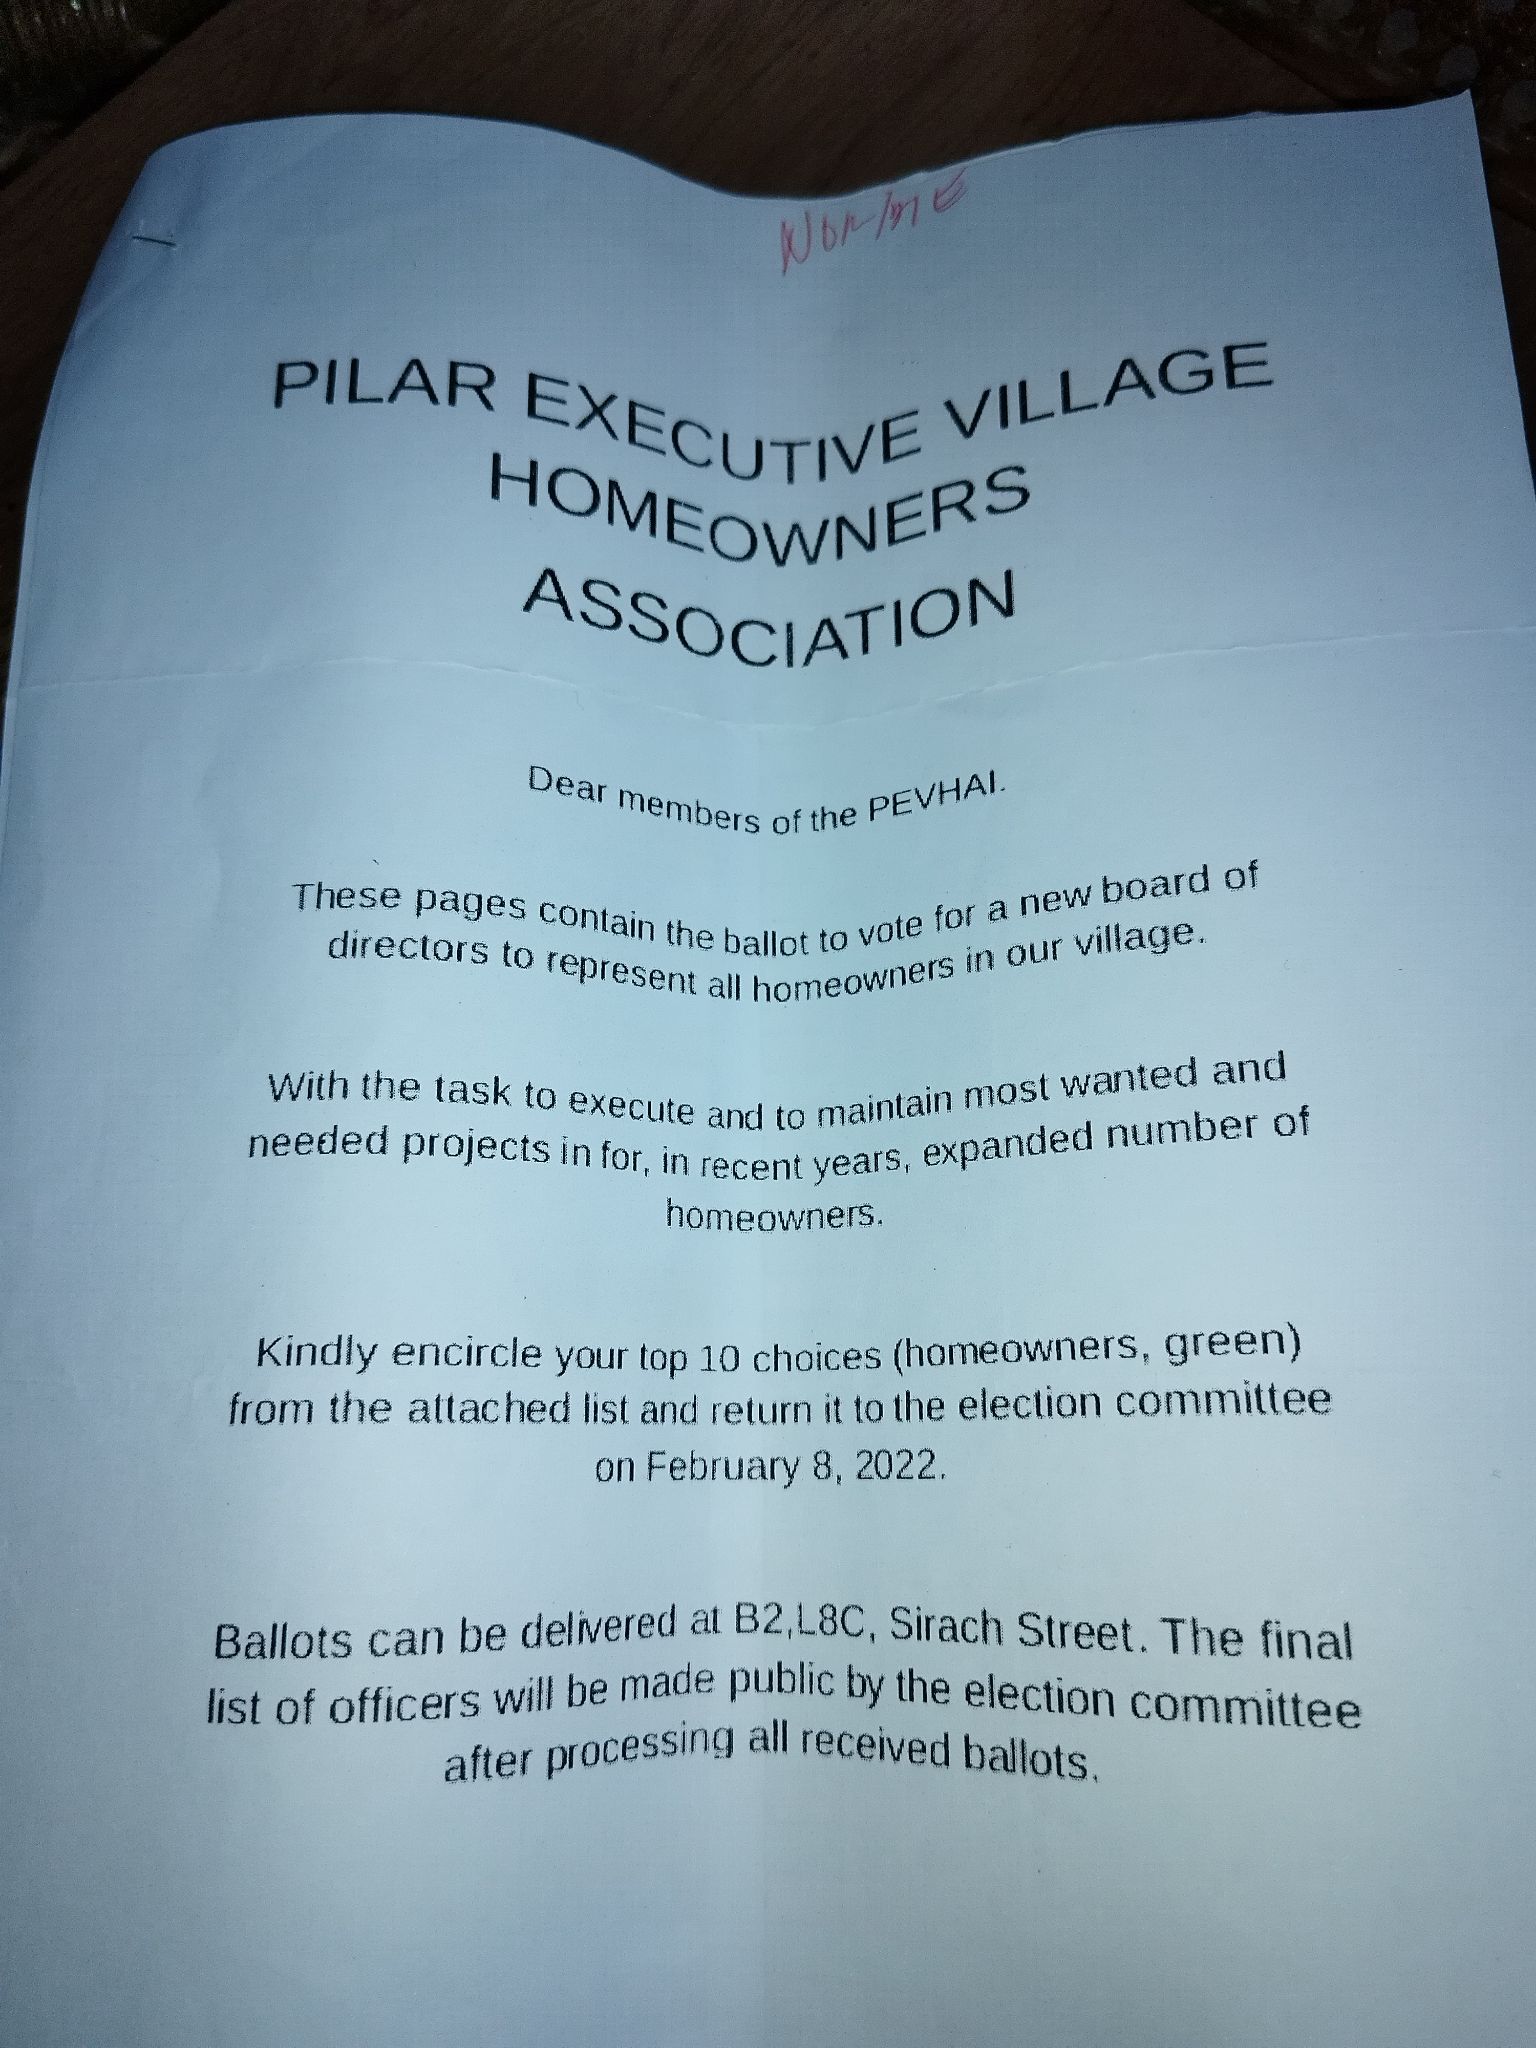 PILAR EXECUTIVE VILLAGE
HOMEOWNERS
ASSOCIATION
Dear members of the PEVHAI.
These pages contain the ballot to vote for a new board of
directors to represent all homeowners in our village.
With the task to execute and to maintain most wanted and
needed projects in for, in recent years, expanded number of
homeowners.
Kindly encircle your top 10 choices (homeowners, green)
from the attached list and return it to the election committee
on February 8, 2022.
Ballots can be delivered at B2,L8C, Sirach Street. The final
list of officers will be made public by the election committee
after processing all received ballots.